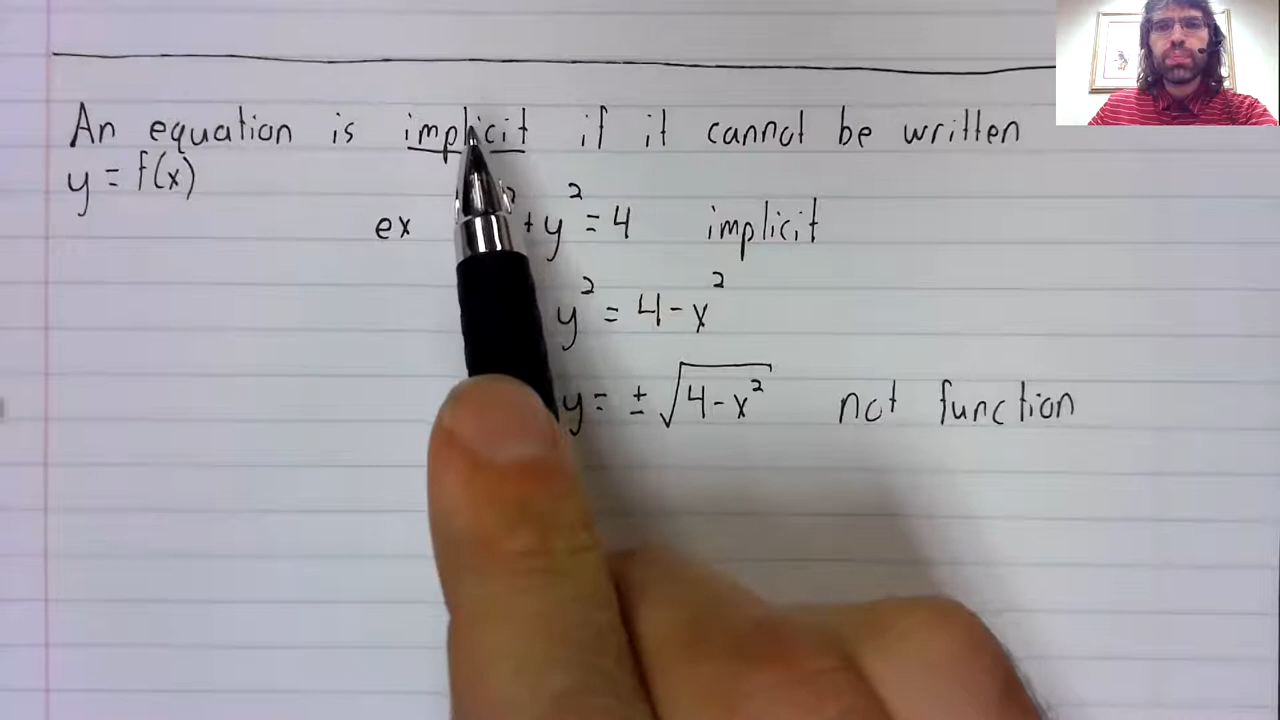 An equation is implicit if it cannot be written
y = f(x)
ex ² + y² = 4 implicit
y² = 4 - x²
y = ± √(4 - x²) not function